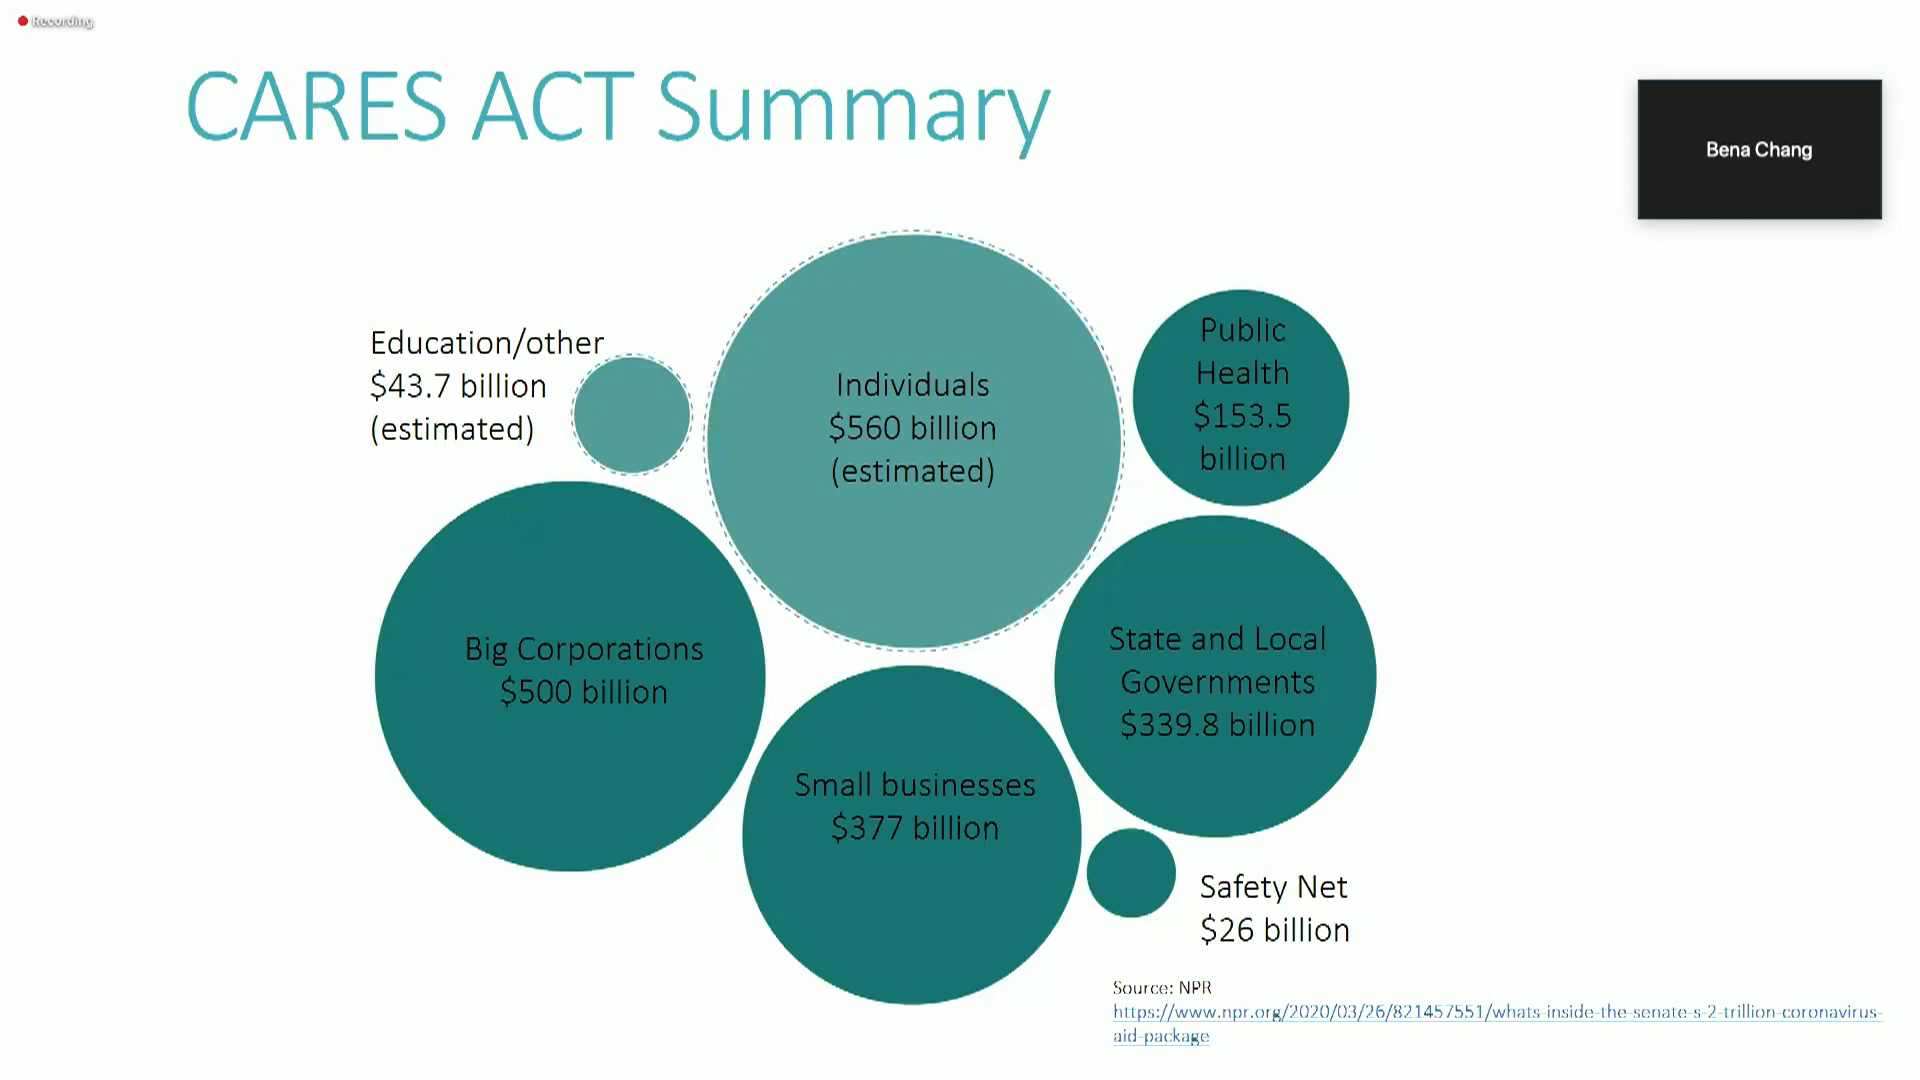 Recording
CARES ACT Summary
Bena Chang
Education/other
$43.7 billion
(estimated)
Individuals
$560 billion
(estimated)
Public
Health
$153.5
billion
Big Corporations
$500 billion
State and Local
Governments
$339.8 billion
Small businesses
$377 billion
Safety Net
$26 billion
Source: NPR
https://www.npr.org/2020/03/26/821457551/whats-inside-the-senate-s-2-trillion-coronavirus-
aid-package